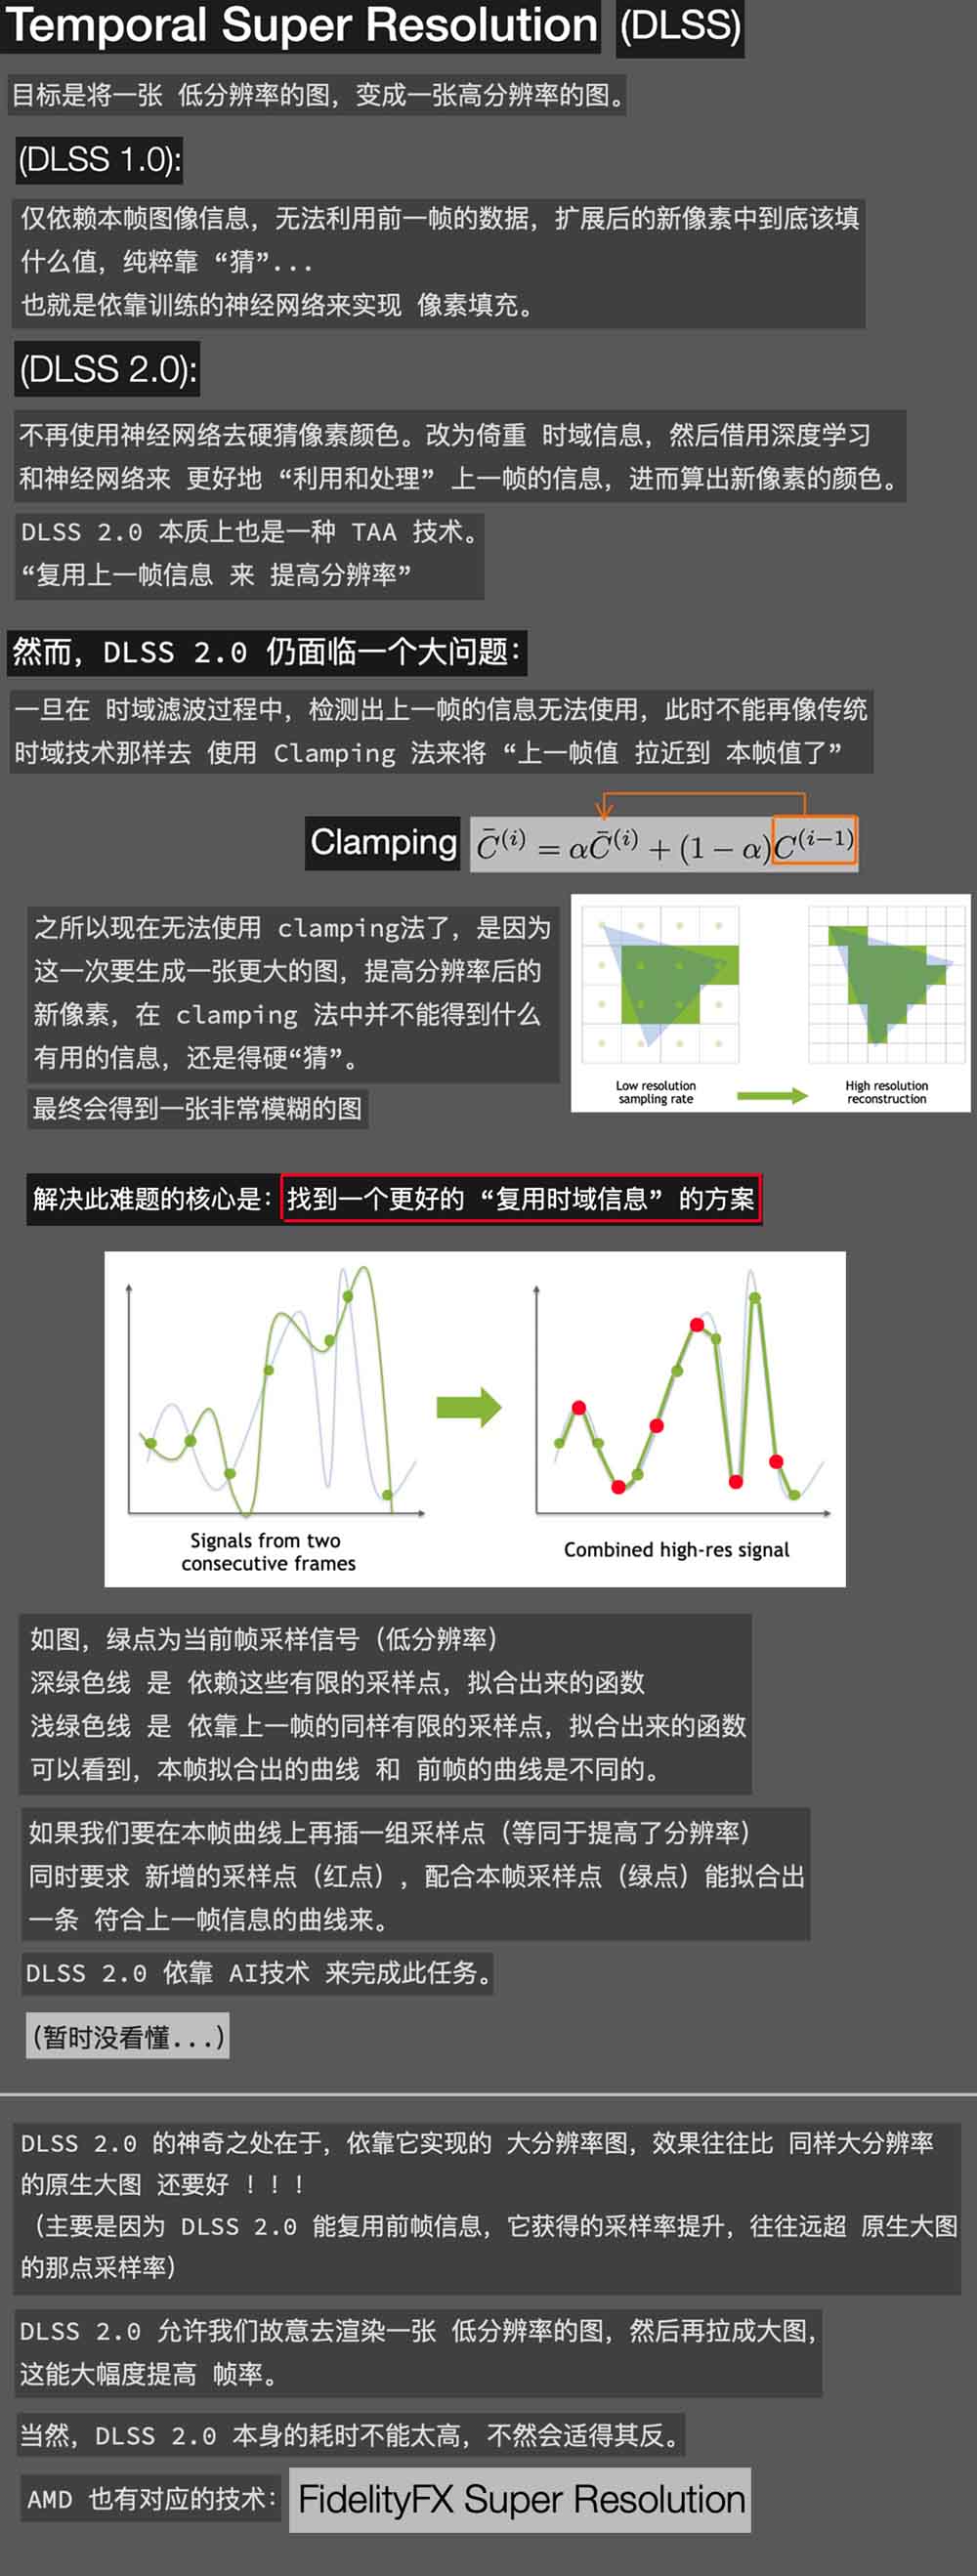 Temporal Super Resolution (DLSS)
目标是将一张 低分辨率的图，变成一张高分辨率的图。
(DLSS 1.0):
仅依赖本帧图像信息，无法利用前一帧的数据，扩展后的新像素中到底该填
什么值，纯粹靠 “猜”...
也就是依靠训练的神经网络来实现 像素填充。
(DLSS 2.0):
不再使用神经网络去硬猜像素颜色。改为倚重 时域信息，然后借用深度学习
和神经网络来 更好地 “利用和处理” 上一帧的信息，进而算出新像素的颜色。
DLSS 2.0 本质上也是一种 TAA 技术。
“复用上一帧信息 来 提高分辨率”
然而，DLSS 2.0 仍面临一个大问题：
一旦在 时域滤波过程中，检测出上一帧的信息无法使用，此时不能再像传统
时域技术那样去 使用 Clamping 法来将 “上一帧值 拉近到 本帧值了”
Clamping C̄^(i) = αC̄^(i) + (1 − α)C^(i−1)
之所以现在无法使用 clamping法了，是因为
这一次要生成一张更大的图，提高分辨率后的
新像素，在 clamping 法中并不能得到什么
有用的信息，还是得硬“猜”。
最终会得到一张非常模糊的图
Low resolution
sampling rate
High resolution
reconstruction
解决此难题的核心是：找到一个更好的 “复用时域信息” 的方案
Signals from two
consecutive frames
Combined high-res signal
如图，绿点为当前帧采样信号（低分辨率）
深绿色线 是 依赖这些有限的采样点，拟合出来的函数
浅绿色线 是 依靠上一帧的同样有限的采样点，拟合出来的函数
可以看到，本帧拟合出的曲线 和 前帧的曲线是不同的。
如果我们要在本帧曲线上再插一组采样点（等同于提高了分辨率）
同时要求 新增的采样点（红点），配合本帧采样点（绿点）能拟合出
一条 符合上一帧信息的曲线来。
DLSS 2.0 依靠 AI技术 来完成此任务。
(暂时没看懂...)
DLSS 2.0 的神奇之处在于，依靠它实现的 大分辨率图，效果往往比 同样大分辨率
的原生大图 还要好 ！！！
（主要是因为 DLSS 2.0 能复用前帧信息，它获得的采样率提升，往往远超 原生大图
的那点采样率）
DLSS 2.0 允许我们故意去渲染一张 低分辨率的图，然后再拉成大图，
这能大幅度提高 帧率。
当然，DLSS 2.0 本身的耗时不能太高，不然会适得其反。
AMD 也有对应的技术： FidelityFX Super Resolution